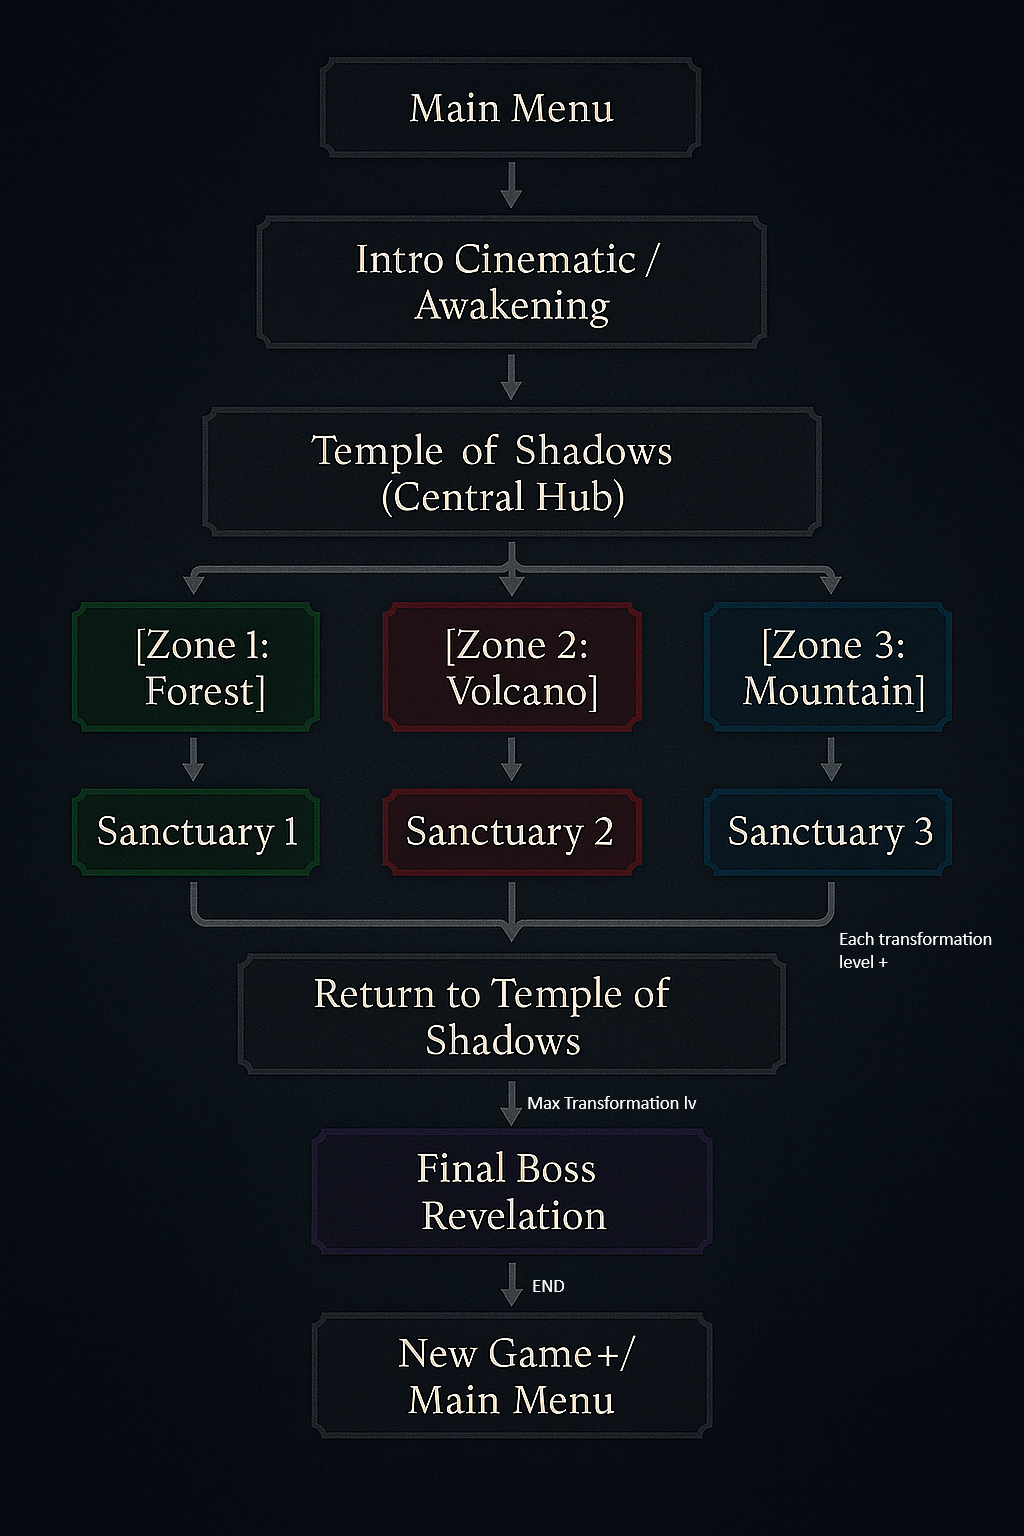 Main Menu
Intro Cinematic /
Awakening
Temple of Shadows
(Central Hub)
[Zone 1:
Forest]
[Zone 2:
Volcano]
[Zone 3:
Mountain]
Sanctuary 1
Sanctuary 2
Sanctuary 3
Each transformation
level +
Return to Temple of
Shadows
Max Transformation lv
Final Boss
Revelation
END
New Game+/
Main Menu